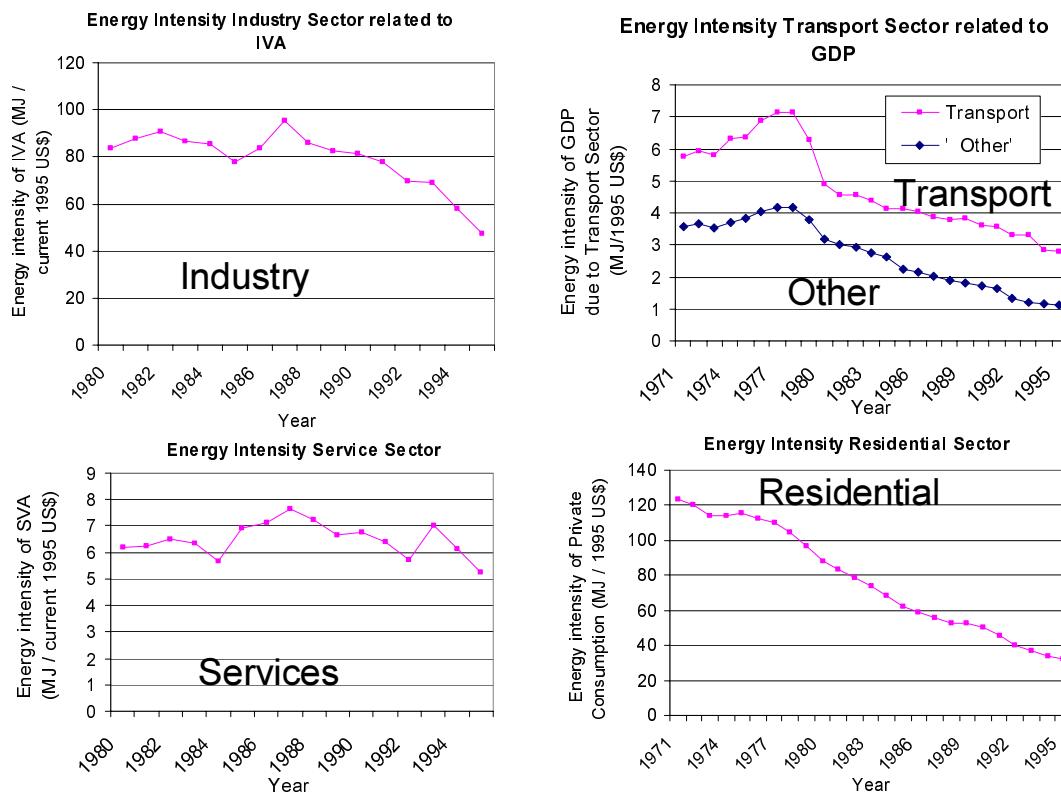 Energy Intensity Industry Sector related to
IVA
Energy intensity of IVA (MJ /
current 1995 US$)
120
100
80
60
40
20
0
Industry
1980
1982
1984
1986
1988
1990
1992
1994
Year
Energy Intensity Transport Sector related to
GDP
Energy intensity of GDP
due to Transport Sector
(MJ/1995 US$)
8
7
6
5
4
3
2
1
0
Transport
' Other'
Transport
Other
1971
1974
1977
1980
1983
1986
1989
1992
1995
Year
Energy Intensity Service Sector
Energy intensity of SVA
(MJ / current 1995 US$)
9
8
7
6
5
4
3
2
1
0
Services
1980
1982
1984
1986
1988
1990
1992
1994
Year
Energy Intensity Residential Sector
Energy intensity of Private
Consumption (MJ / 1995 US$)
140
120
100
80
60
40
20
0
Residential
1971
1974
1977
1980
1983
1986
1989
1992
1995
Year